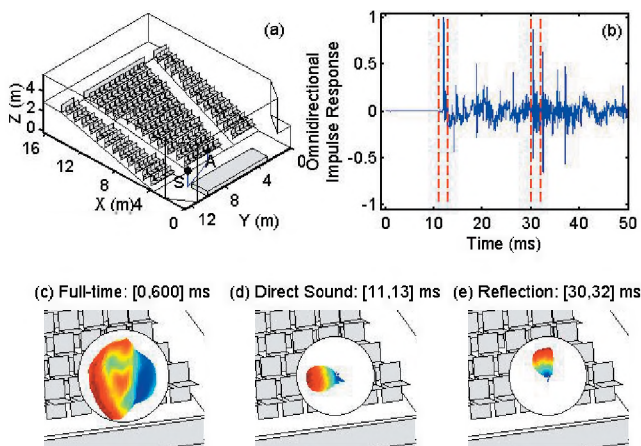 (a)
Z (m)
4
2
0
16
12
8
4
0
X (m)
12
8
4
0
Y (m)
S
A
(b)
Omnidirectional
Impulse Response
1
0.5
0
-0.5
-1
0 10 20 30 40 50
Time (ms)
(c) Full-time: [0,600] ms
(d) Direct Sound: [11,13] ms
(e) Reflection: [30,32] ms